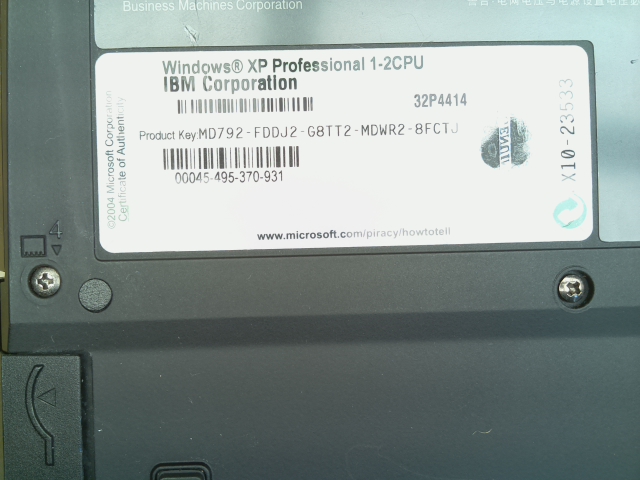 Business Machines Corporation
Windows® XP Professional 1-2CPU
IBM Corporation
32P4414
Product Key: MD792-FDDJ2-G8TT2-MDWR2-8FCTJ
00045-495-370-931
www.microsoft.com/piracy/howtotell
©2004 Microsoft Corporation
Certificate of Authenticity
X10-23533
4